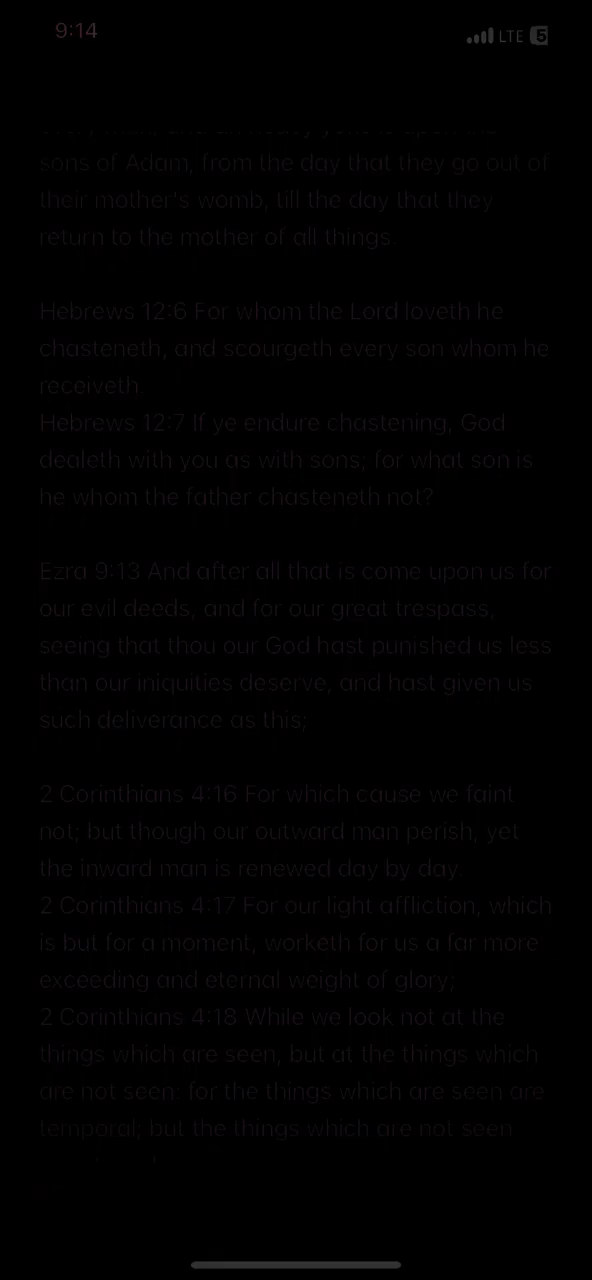 9:14
LTE 5
sons of Adam, from the day that they go out of
their mother's womb, till the day that they
return to the mother of all things.
Hebrews 12:6 For whom the Lord loveth he
chasteneth, and scourgeth every son whom he
receiveth.
Hebrews 12:7 If ye endure chastening, God
dealeth with you as with sons; for what son is
he whom the father chasteneth not?
Ezra 9:13 And after all that is come upon us for
our evil deeds, and for our great trespass,
seeing that thou our God hast punished us less
than our iniquities deserve, and hast given us
such deliverance as this;
2 Corinthians 4:16 For which cause we faint
not; but though our outward man perish, yet
the inward man is renewed day by day.
2 Corinthians 4:17 For our light affliction, which
is but for a moment, worketh for us a far more
exceeding and eternal weight of glory;
2 Corinthians 4:18 While we look not at the
things which are seen, but at the things which
are not seen: for the things which are seen are
temporal; but the things which are not seen